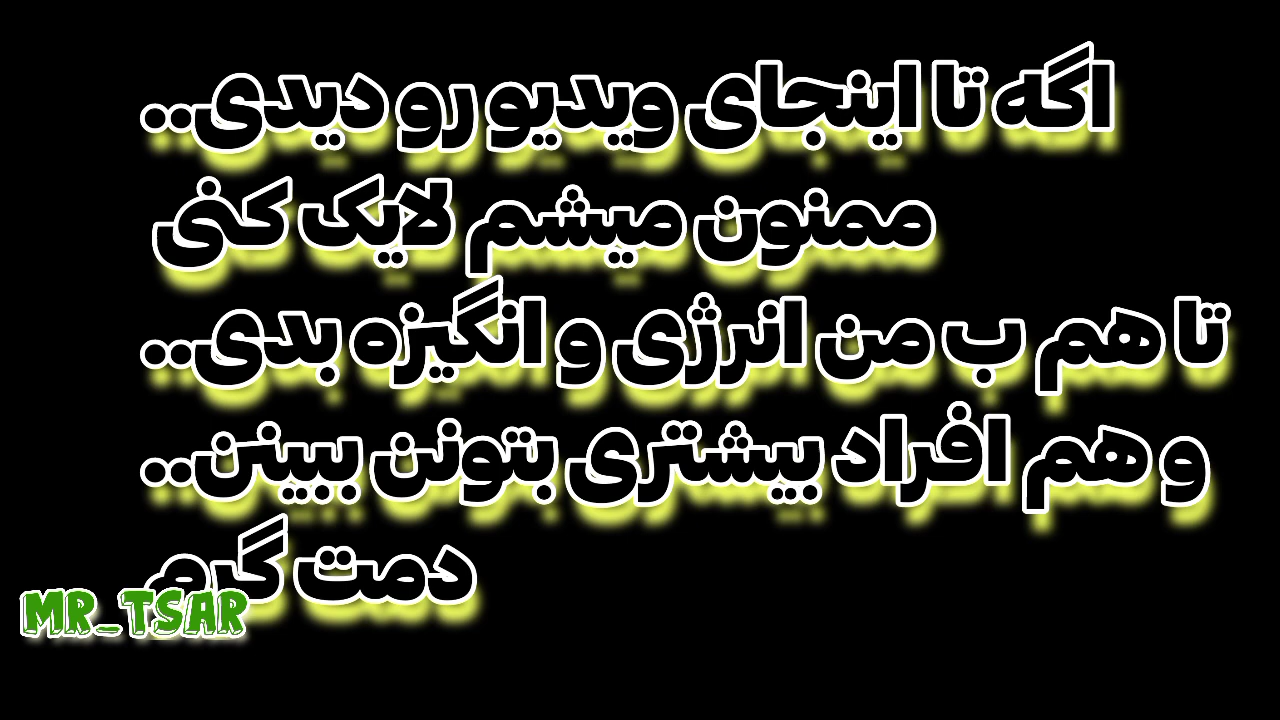 اگه تا اینجای ویدیو رو دیدی..
ممنون میشم لایک کنی
تا هم ب من انرژی و انگیزه بدی..
و هم افراد بیشتری بتونن ببینن..
دمت گرم
MR_TSAR